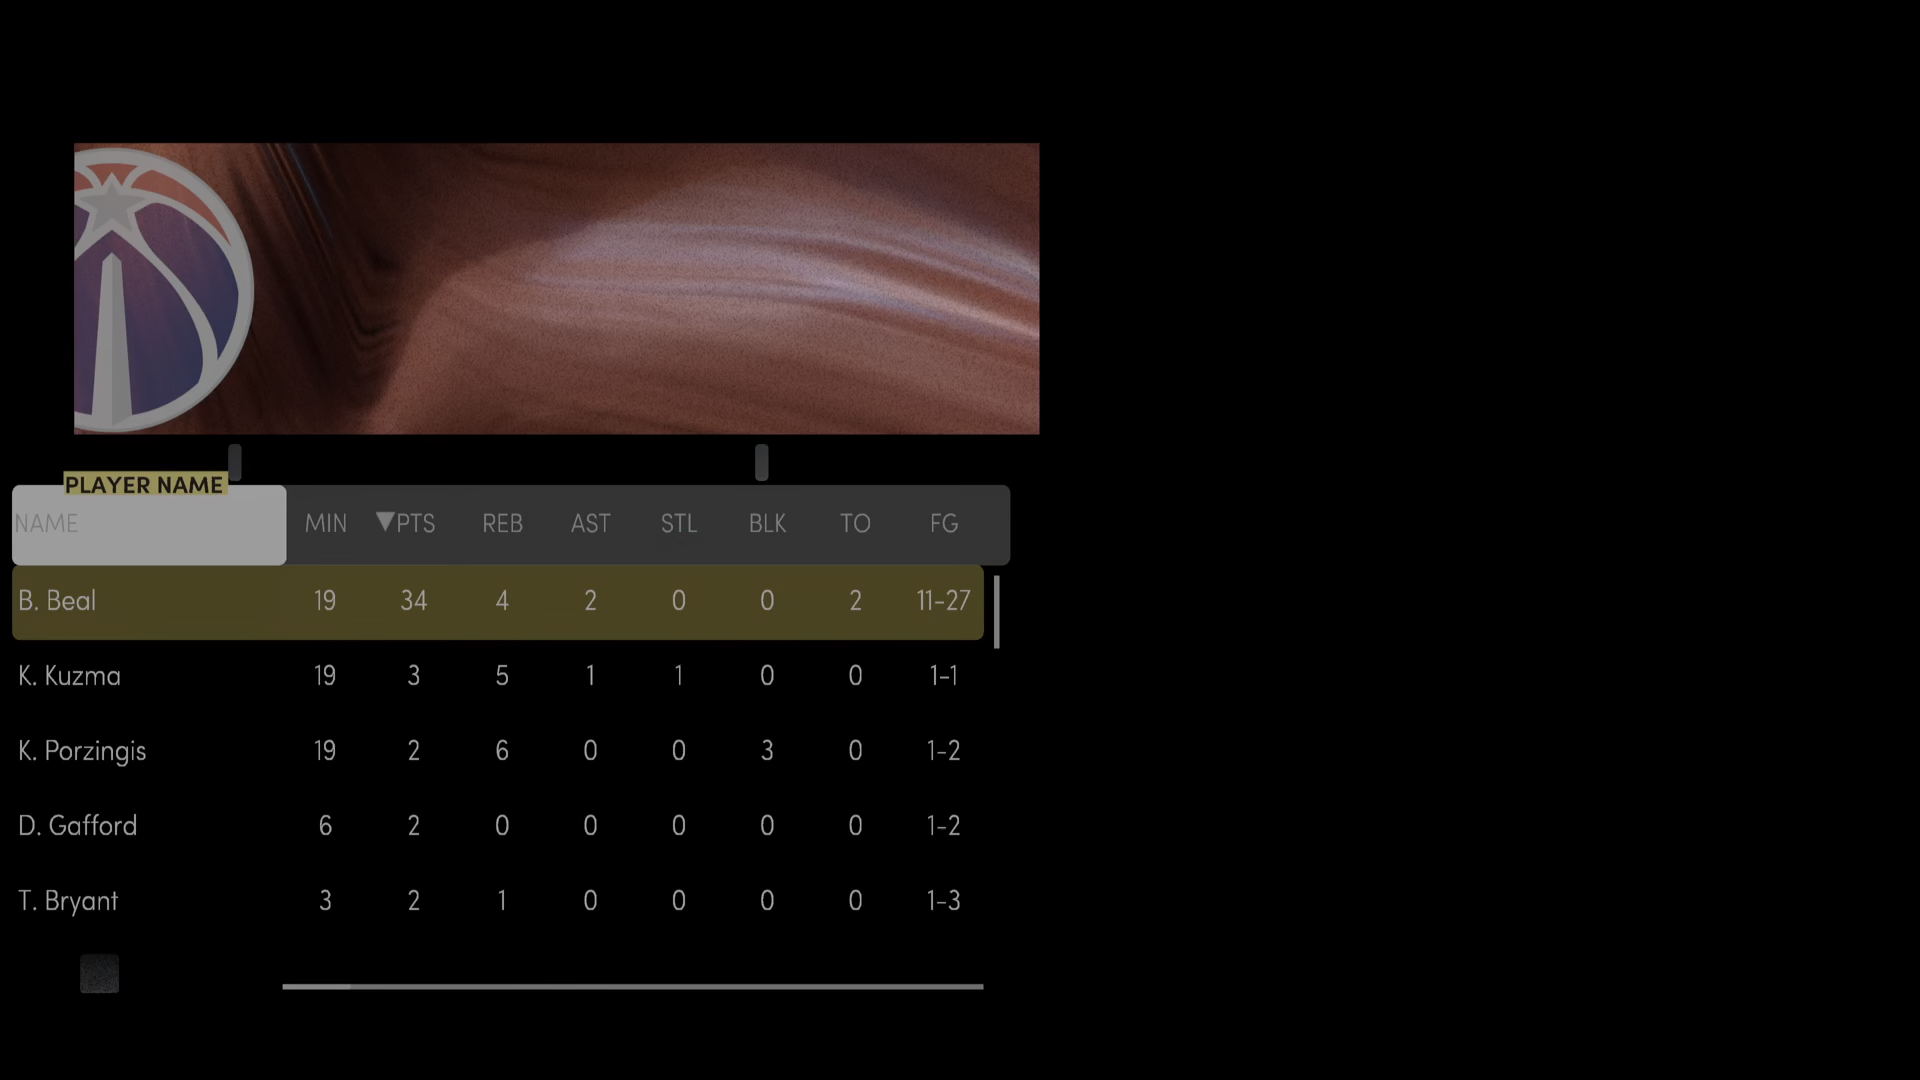 PLAYER NAME
NAME MIN ▼PTS REB AST STL BLK TO FG
B. Beal 19 34 4 2 0 0 2 11-27
K. Kuzma 19 3 5 1 1 0 0 1-1
K. Porzingis 19 2 6 0 0 3 0 1-2
D. Gafford 6 2 0 0 0 0 0 1-2
T. Bryant 3 2 1 0 0 0 0 1-3